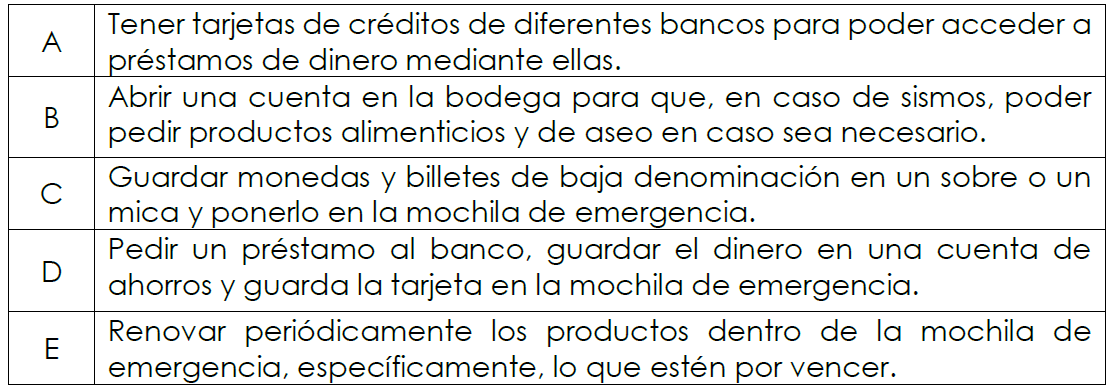 A
Tener tarjetas de créditos de diferentes bancos para poder acceder a
préstamos de dinero mediante ellas.
B
Abrir una cuenta en la bodega para que, en caso de sismos, poder
pedir productos alimenticios y de aseo en caso sea necesario.
C
Guardar monedas y billetes de baja denominación en un sobre o un
mica y ponerlo en la mochila de emergencia.
D
Pedir un préstamo al banco, guardar el dinero en una cuenta de
ahorros y guarda la tarjeta en la mochila de emergencia.
E
Renovar periódicamente los productos dentro de la mochila de
emergencia, específicamente, lo que estén por vencer.